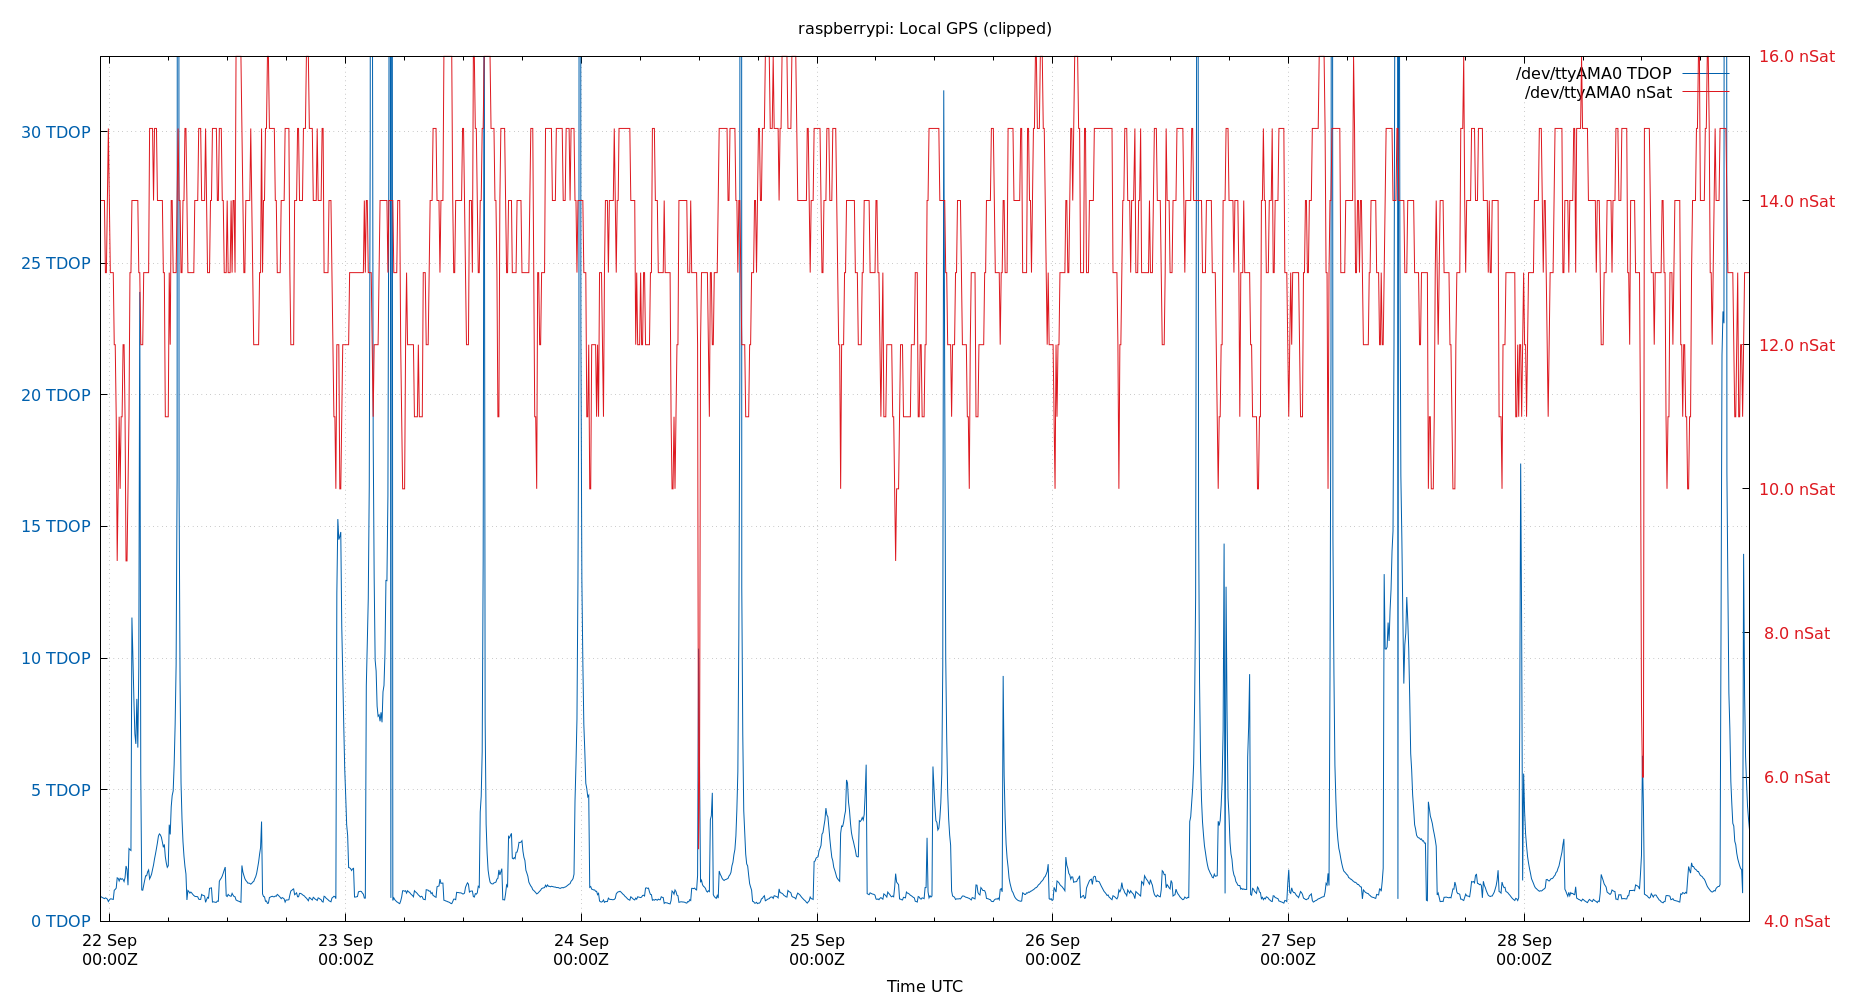 raspberrypi: Local GPS (clipped)
16.0 nSat
/dev/ttyAMA0 TDOP
/dev/ttyAMA0 nSat
30 TDOP
14.0 nSat
25 TDOP
12.0 nSat
20 TDOP
10.0 nSat
15 TDOP
8.0 nSat
10 TDOP
6.0 nSat
5 TDOP
0 TDOP
4.0 nSat
22 Sep 23 Sep 24 Sep 25 Sep 26 Sep 27 Sep 28 Sep
00:00Z 00:00Z 00:00Z 00:00Z 00:00Z 00:00Z 00:00Z
Time UTC